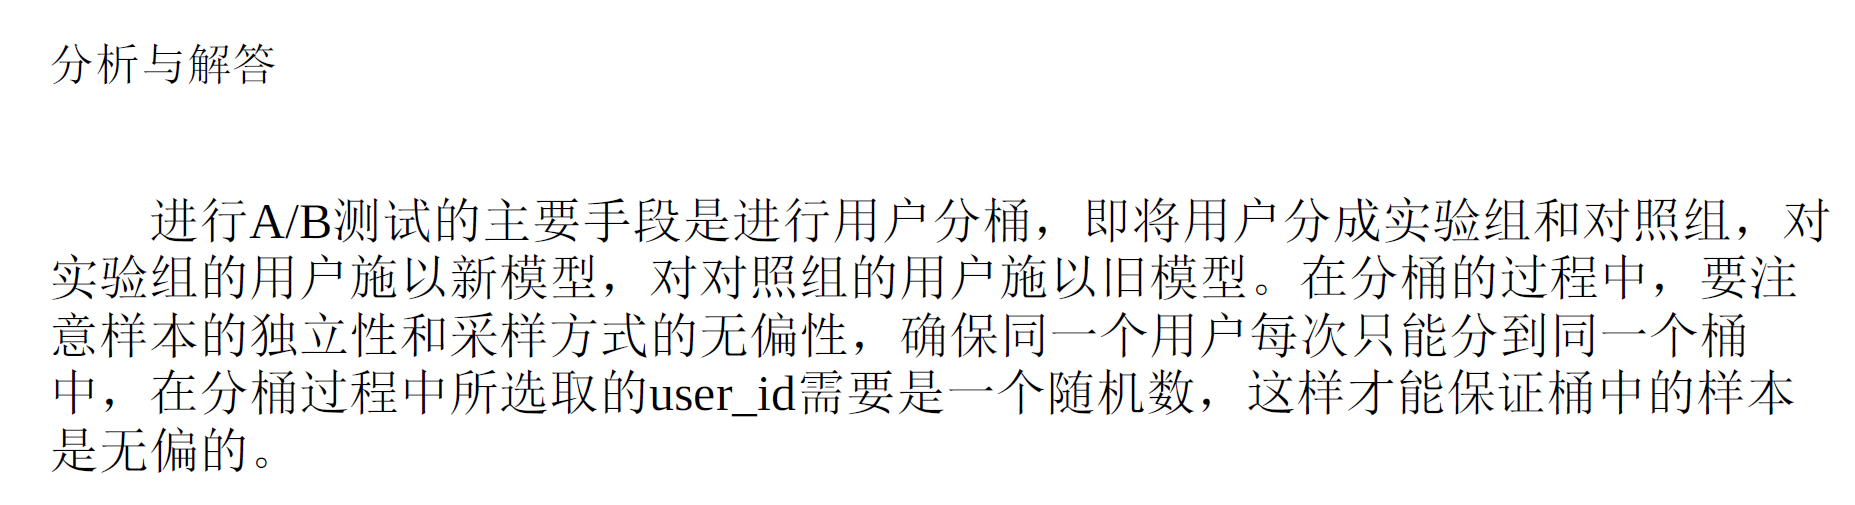 分析与解答
进行A/B测试的主要手段是进行用户分桶，即将用户分成实验组和对照组，对
实验组的用户施以新模型，对对照组的用户施以旧模型。在分桶的过程中，要注
意样本的独立性和采样方式的无偏性，确保同一个用户每次只能分到同一个桶
中，在分桶过程中所选取的user_id需要是一个随机数，这样才能保证桶中的样本
是无偏的。